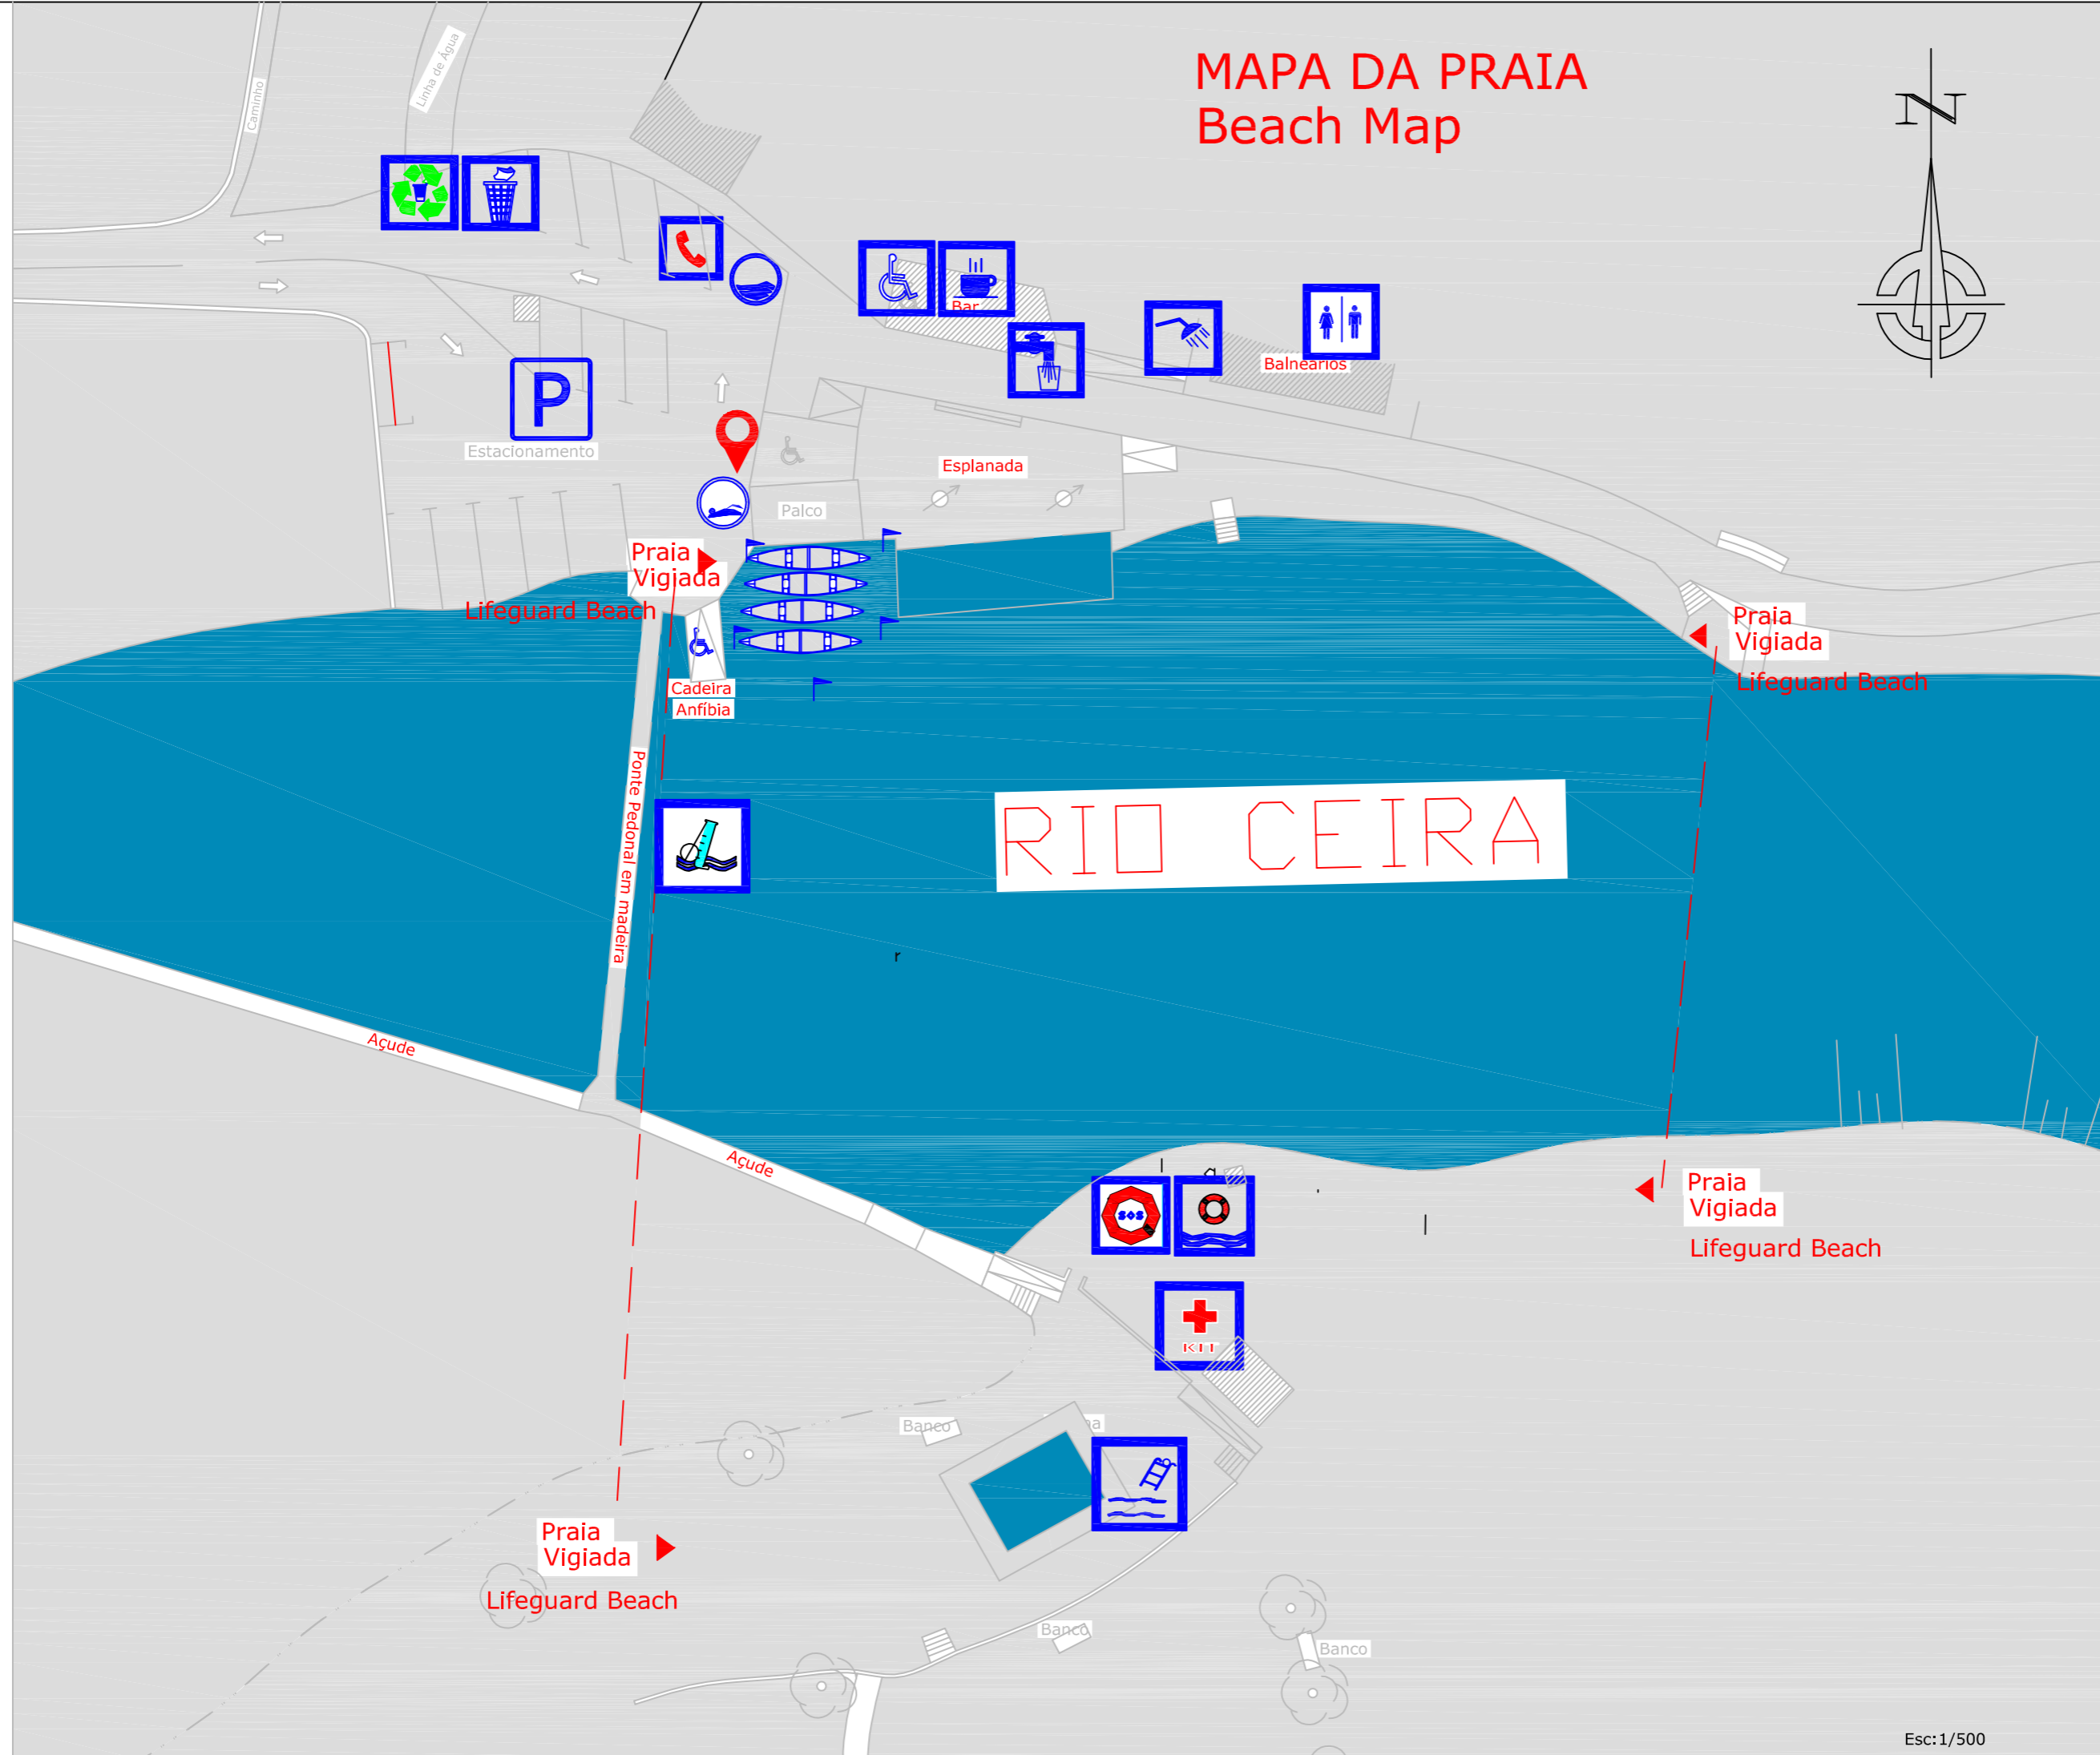 MAPA DA PRAIA
Beach Map
N
Linha de Água
Caminho
Bar
Balnearios
P
Estacionamento
Esplanada
Palco
Praia
Vigiada
Lifeguard Beach
Praia
Vigiada
Lifeguard Beach
Cadeira
Anfíbia
Ponte Pedonal em madeira
RIO CEIRA
r
Açude
Açude
SOS
Praia
Vigiada
Lifeguard Beach
KIT
Banco
Praia
Vigiada
Lifeguard Beach
Banco
Banco
Esc:1/500